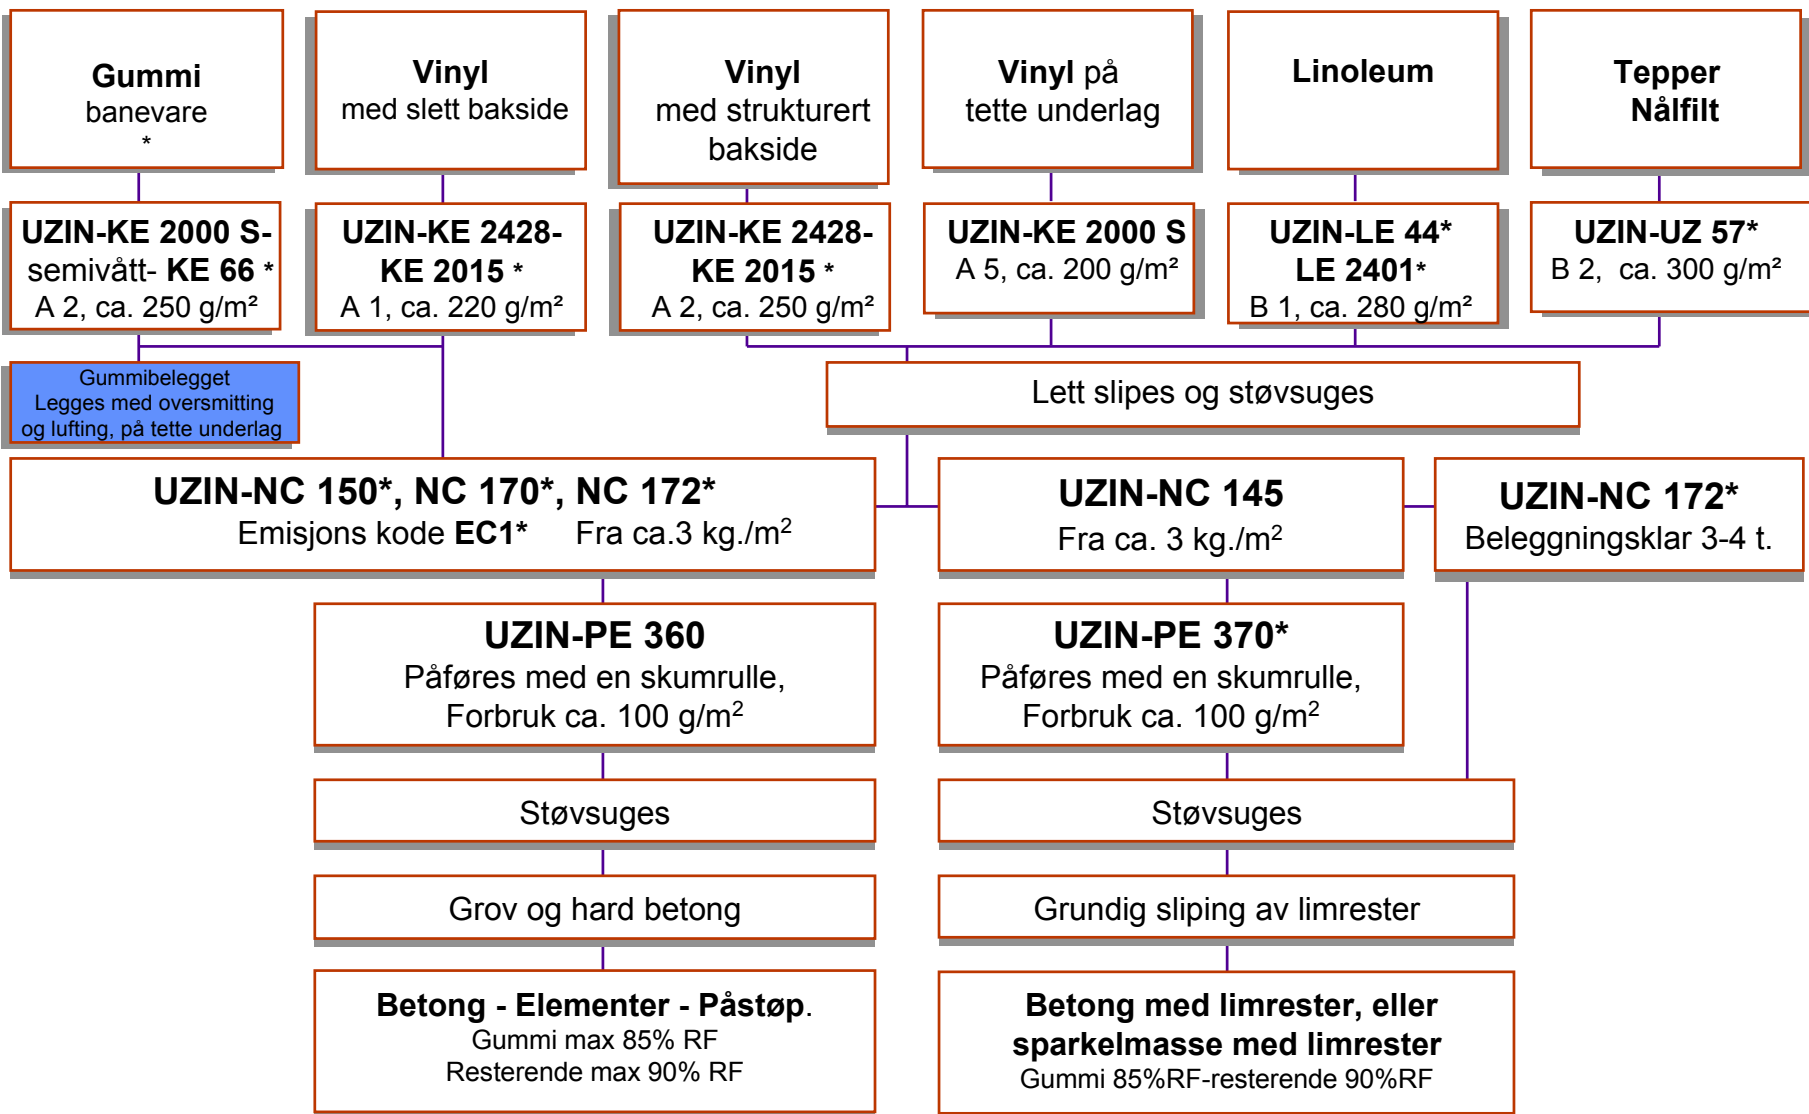 Gummi
banevare
*
Vinyl
med slett bakside
Vinyl
med strukturert
bakside
Vinyl på
tette underlag
Linoleum
Tepper
Nålfilt
UZIN-KE 2000 S-
semivått- KE 66 *
A 2, ca. 250 g/m²
UZIN-KE 2428-
KE 2015 *
A 1, ca. 220 g/m²
UZIN-KE 2428-
KE 2015 *
A 2, ca. 250 g/m²
UZIN-KE 2000 S
A 5, ca. 200 g/m²
UZIN-LE 44*
LE 2401*
B 1, ca. 280 g/m²
UZIN-UZ 57*
B 2, ca. 300 g/m²
Gummibelegget
Legges med oversmitting
og lufting, på tette underlag
Lett slipes og støvsuges
UZIN-NC 150*, NC 170*, NC 172*
Emisjons kode EC1* Fra ca.3 kg./m²
UZIN-NC 145
Fra ca. 3 kg./m²
UZIN-NC 172*
Beleggningsklar 3-4 t.
UZIN-PE 360
Påføres med en skumrulle,
Forbruk ca. 100 g/m²
UZIN-PE 370*
Påføres med en skumrulle,
Forbruk ca. 100 g/m²
Støvsuges
Støvsuges
Grov og hard betong
Grundig sliping av limrester
Betong - Elementer - Påstøp.
Gummi max 85% RF
Resterende max 90% RF
Betong med limrester, eller
sparkelmasse med limrester
Gummi 85%RF-resterende 90%RF